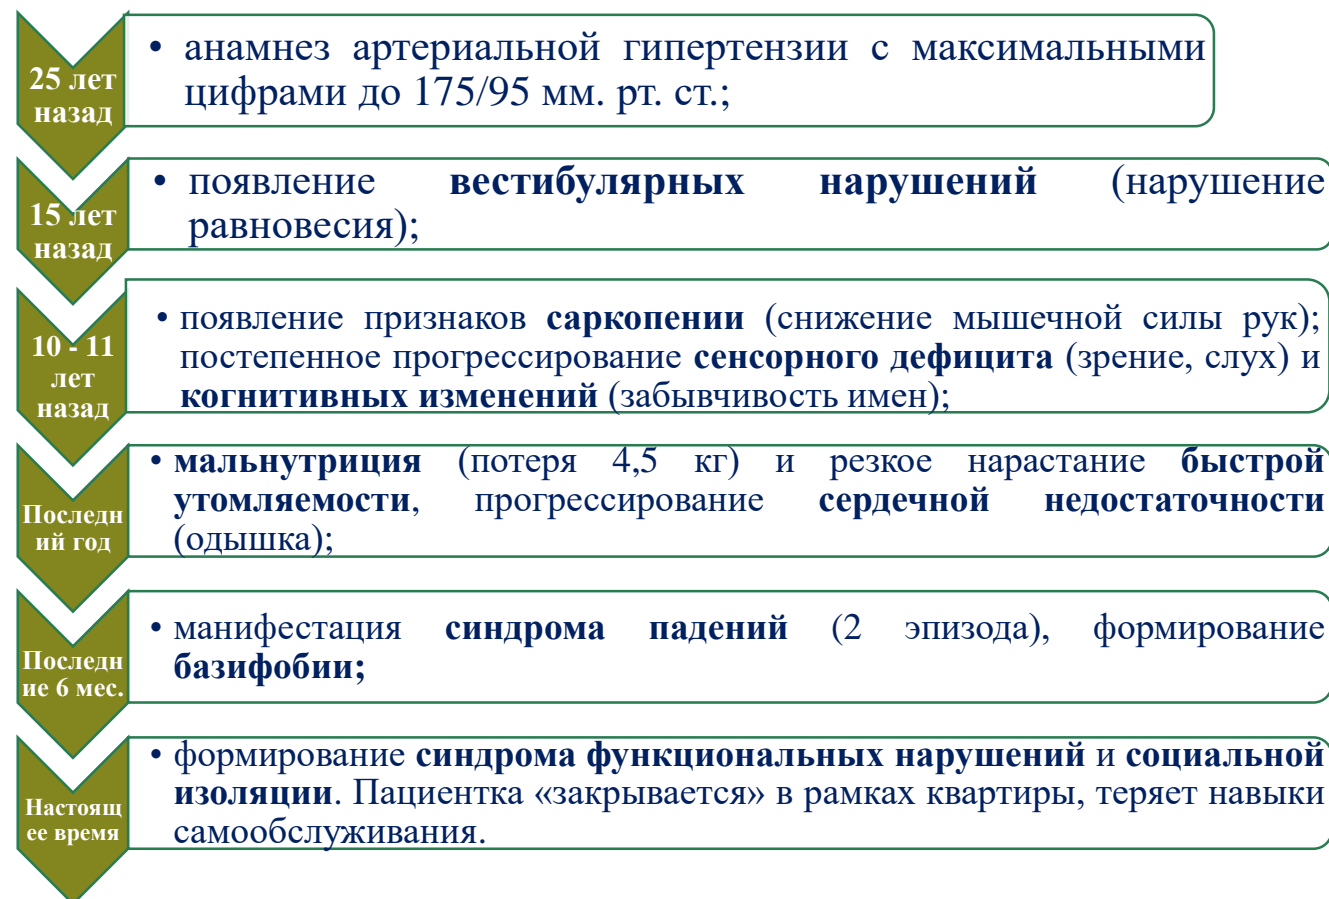 25 лет
назад
• анамнез артериальной гипертензии с максимальными
цифрами до 175/95 мм. рт. ст.;
15 лет
назад
• появление вестибулярных нарушений (нарушение
равновесия);
10 - 11
лет
назад
• появление признаков саркопении (снижение мышечной силы рук);
постепенное прогрессирование сенсорного дефицита (зрение, слух) и
когнитивных изменений (забывчивость имен);
Последн
ий год
• мальнутриция (потеря 4,5 кг) и резкое нарастание быстрой
утомляемости, прогрессирование сердечной недостаточности
(одышка);
Последн
ие 6 мес.
• манифестация синдрома падений (2 эпизода), формирование
базифобии;
Настоящ
ее время
• формирование синдрома функциональных нарушений и социальной
изоляции. Пациентка «закрывается» в рамках квартиры, теряет навыки
самообслуживания.